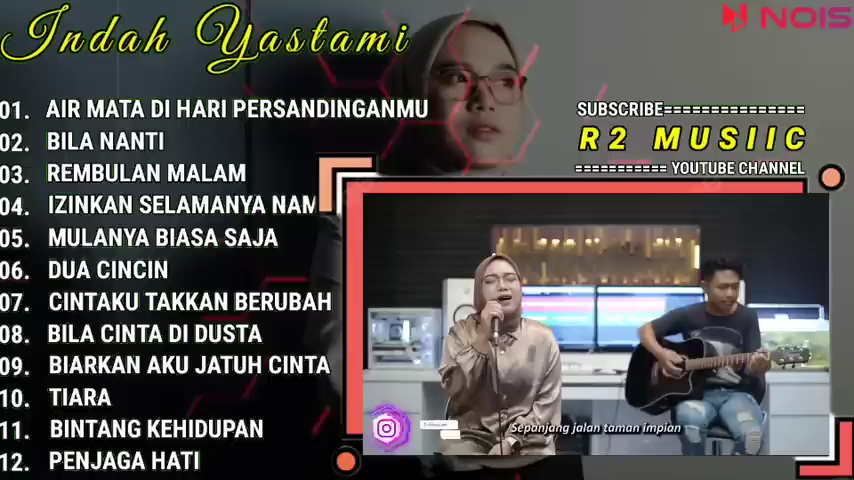 Indah Yastami
NOIS
01. AIR MATA DI HARI PERSANDINGANMU
02. BILA NANTI
03. REMBULAN MALAM
04. IZINKAN SELAMANYA NAM
05. MULANYA BIASA SAJA
06. DUA CINCIN
07. CINTAKU TAKKAN BERUBAH
08. BILA CINTA DI DUSTA
09. BIARKAN AKU JATUH CINTA
10. TIARA
11. BINTANG KEHIDUPAN
12. PENJAGA HATI
SUBSCRIBE===============
R2 MUSIIC
=========== YOUTUBE CHANNEL
Sepanjang jalan taman impian